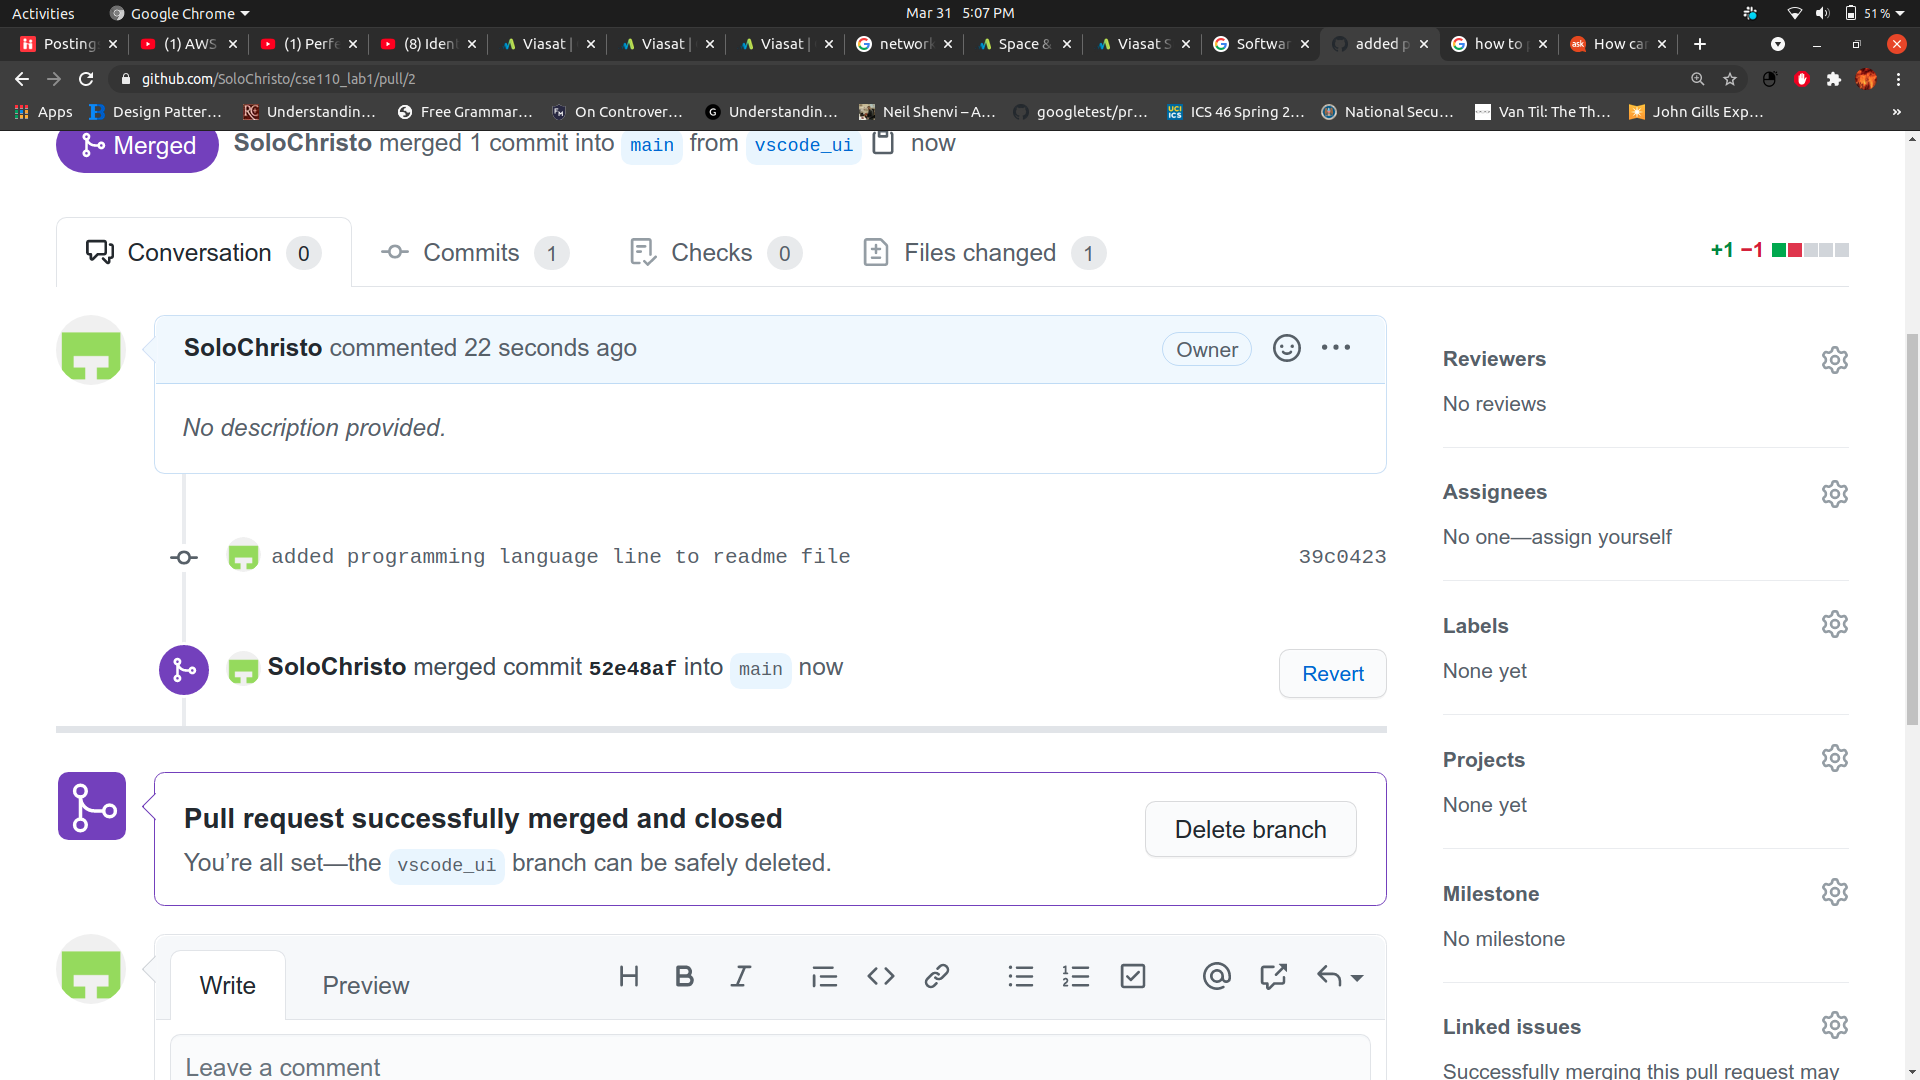 Activities Google Chrome Mar 31 5:07 PM 51 %
Posting (1) AWS (1) Perfe (8) Iden Viasat | Viasat | Viasat | networ Space & Viasat S Softwar added p how to How car
github.com/SoloChristo/cse110_lab1/pull/2
Apps Design Patter... Understandin... Free Grammar... On Controver... Understandin... Neil Shenvi – A... googletest/pr... ICS 46 Spring 2... National Secu... Van Til: The Th... John Gills Exp... »
Merged SoloChristo merged 1 commit into main from vscode_ui now
Conversation 0 Commits 1 Checks 0 Files changed 1 +1 −1
SoloChristo commented 22 seconds ago Owner
No description provided.
added programming language line to readme file 39c0423
SoloChristo merged commit 52e48af into main now Revert
Pull request successfully merged and closed
You’re all set—the vscode_ui branch can be safely deleted.
Delete branch
Write Preview
Leave a comment
Reviewers
No reviews
Assignees
No one—assign yourself
Labels
None yet
Projects
None yet
Milestone
No milestone
Linked issues
Successfully merging this pull request may